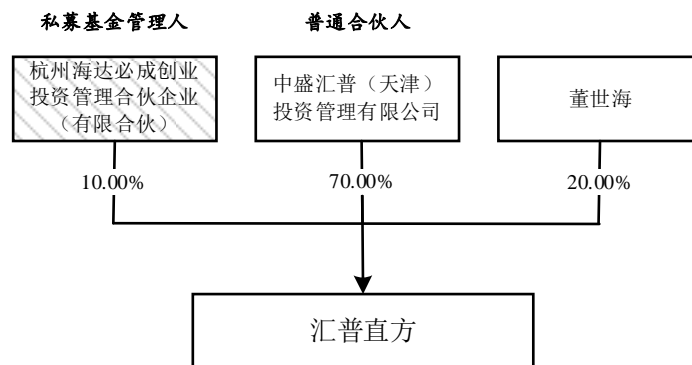 私募基金管理人
普通合伙人
杭州海达必成创业
投资管理合伙企业
（有限合伙）
中盛汇普（天津）
投资管理有限公司
董世海
10.00%
70.00%
20.00%
汇普直方